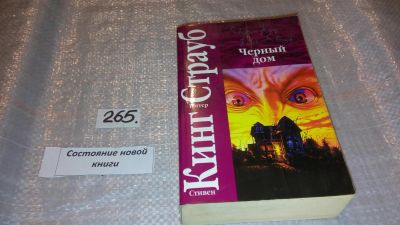 265.
Состояние новой
книги
Кинг Страуб
Стивен
Питер
Черный
дом